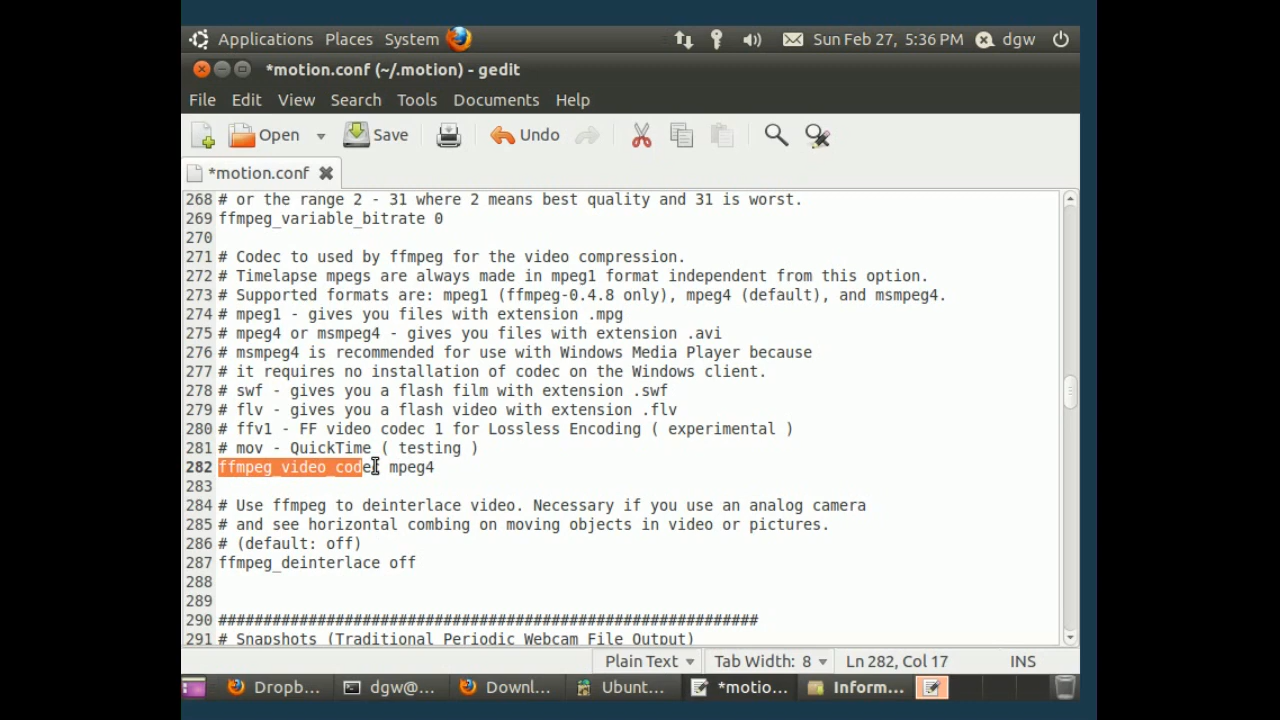 Applications Places System Sun Feb 27, 5:36 PM dgw
*motion.conf (~/.motion) - gedit
File Edit View Search Tools Documents Help
Open Save Undo
*motion.conf
268 # or the range 2 - 31 where 2 means best quality and 31 is worst.
269 ffmpeg_variable_bitrate 0
270
271 # Codec to used by ffmpeg for the video compression.
272 # Timelapse mpegs are always made in mpeg1 format independent from this option.
273 # Supported formats are: mpeg1 (ffmpeg-0.4.8 only), mpeg4 (default), and msmpeg4.
274 # mpeg1 - gives you files with extension .mpg
275 # mpeg4 or msmpeg4 - gives you files with extension .avi
276 # msmpeg4 is recommended for use with Windows Media Player because
277 # it requires no installation of codec on the Windows client.
278 # swf - gives you a flash film with extension .swf
279 # flv - gives you a flash video with extension .flv
280 # ffv1 - FF video codec 1 for Lossless Encoding ( experimental )
281 # mov - QuickTime ( testing )
282 ffmpeg_video_codec mpeg4
283
284 # Use ffmpeg to deinterlace video. Necessary if you use an analog camera
285 # and see horizontal combing on moving objects in video or pictures.
286 # (default: off)
287 ffmpeg_deinterlace off
288
289
290 ############################################################
291 # Snapshots (Traditional Periodic Webcam File Output)
Plain Text Tab Width: 8 Ln 282, Col 17 INS
Dropb... dgw@... Downl... Ubunt... *motio... Inform...